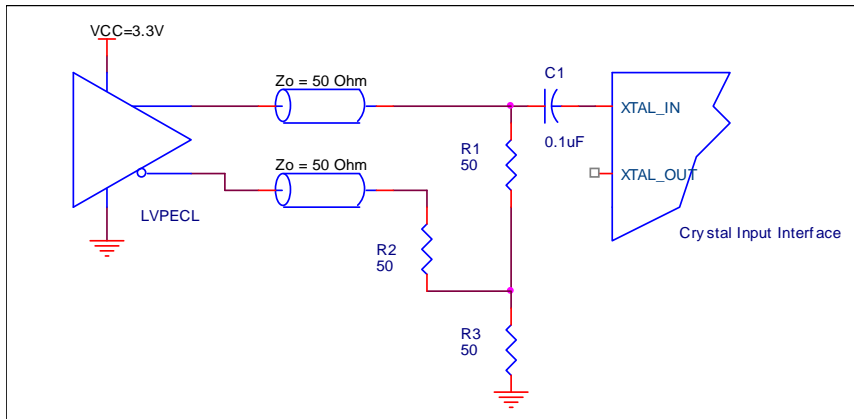 VCC=3.3V
Zo = 50 Ohm
C1
0.1uF
XTAL_IN
R1
50
Zo = 50 Ohm
XTAL_OUT
LVPECL
Crystal Input Interface
R2
50
R3
50